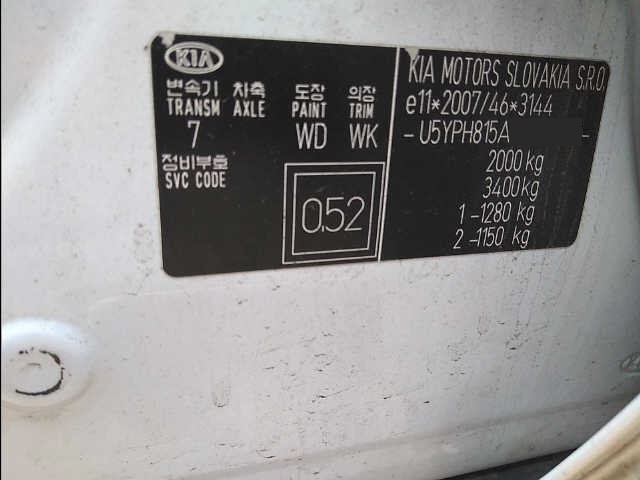 KIA
변속기 차축 도장 의장
TRANSM AXLE PAINT TRIM
7 WD WK
정비부호
SVC CODE
0.52
KIA MOTORS SLOVAKIA S.R.O
e11*2007/46*3144
- U5YPH815A -
2000 kg
3400 kg
1 -1280 kg
2 -1150 kg